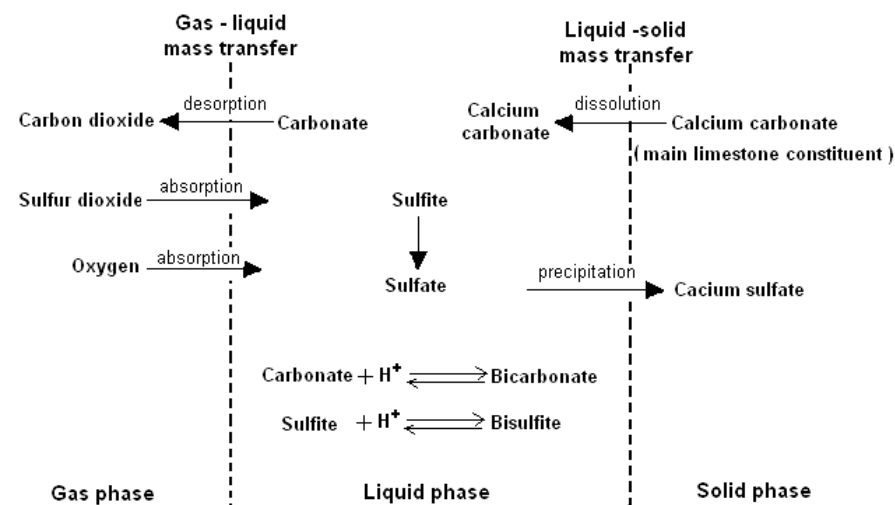 Gas - liquid
mass transfer
Liquid -solid
mass transfer
desorption
Carbon dioxide
Carbonate
Calcium
carbonate
dissolution
Calcium carbonate
( main limestone constituent )
Sulfur dioxide
absorption
Sulfite
Oxygen
absorption
Sulfate
precipitation
Cacium sulfate
Carbonate + H+ Bicarbonate
Sulfite + H+ Bisulfite
Gas phase
Liquid phase
Solid phase